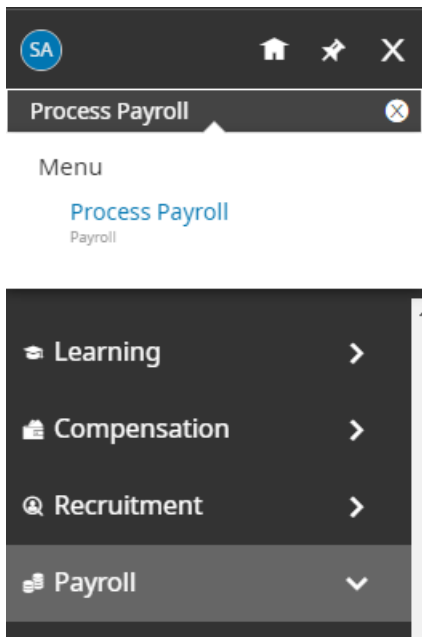 SA
Process Payroll
Menu
Process Payroll
Payroll
Learning
Compensation
Recruitment
Payroll